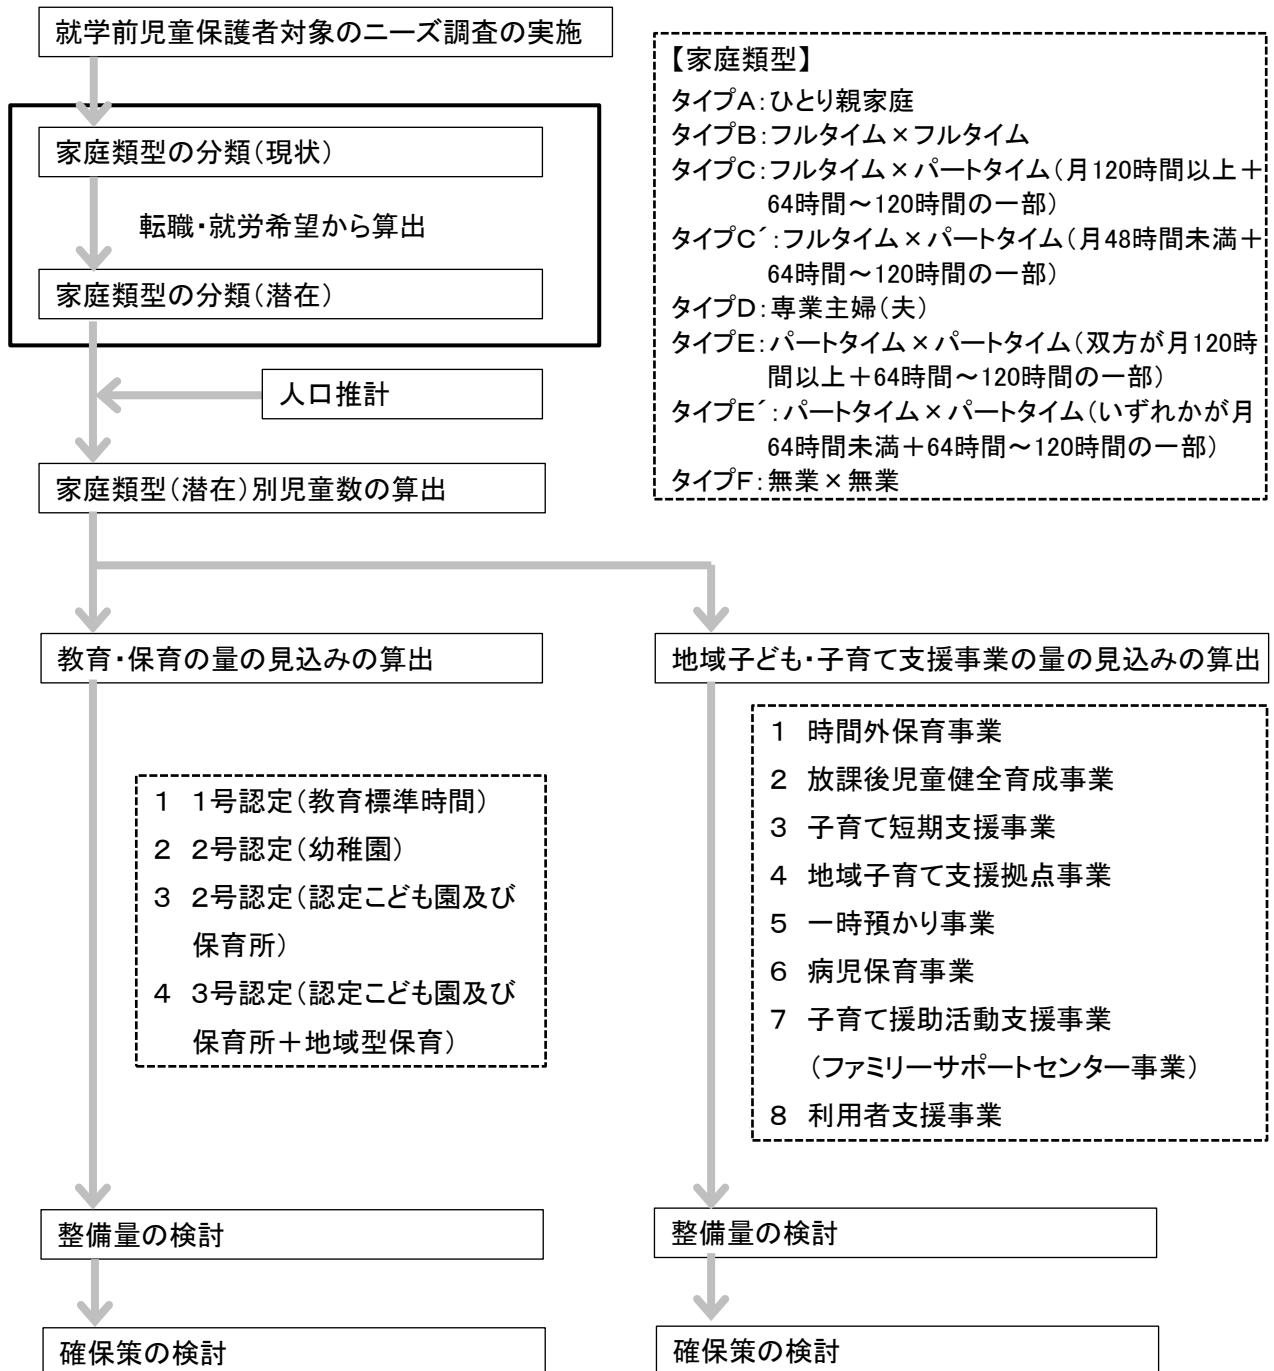 就学前児童保護者対象のニーズ調査の実施
家庭類型の分類(現状)
転職・就労希望から算出
家庭類型の分類(潜在)
人口推計
家庭類型(潜在)別児童数の算出
【家庭類型】
タイプA:ひとり親家庭
タイプB:フルタイム×フルタイム
タイプC:フルタイム×パートタイム(月120時間以上+
64時間~120時間の一部)
タイプC´:フルタイム×パートタイム(月48時間未満+
64時間~120時間の一部)
タイプD:専業主婦(夫)
タイプE:パートタイム×パートタイム(双方が月120時
間以上+64時間~120時間の一部)
タイプE´:パートタイム×パートタイム(いずれかが月
64時間未満+64時間~120時間の一部)
タイプF:無業×無業
教育・保育の量の見込みの算出
1 1号認定(教育標準時間)
2 2号認定(幼稚園)
3 2号認定(認定こども園及び
保育所)
4 3号認定(認定こども園及び
保育所+地域型保育)
整備量の検討
確保策の検討
地域子ども・子育て支援事業の量の見込みの算出
1 時間外保育事業
2 放課後児童健全育成事業
3 子育て短期支援事業
4 地域子育て支援拠点事業
5 一時預かり事業
6 病児保育事業
7 子育て援助活動支援事業
(ファミリーサポートセンター事業)
8 利用者支援事業
整備量の検討
確保策の検討